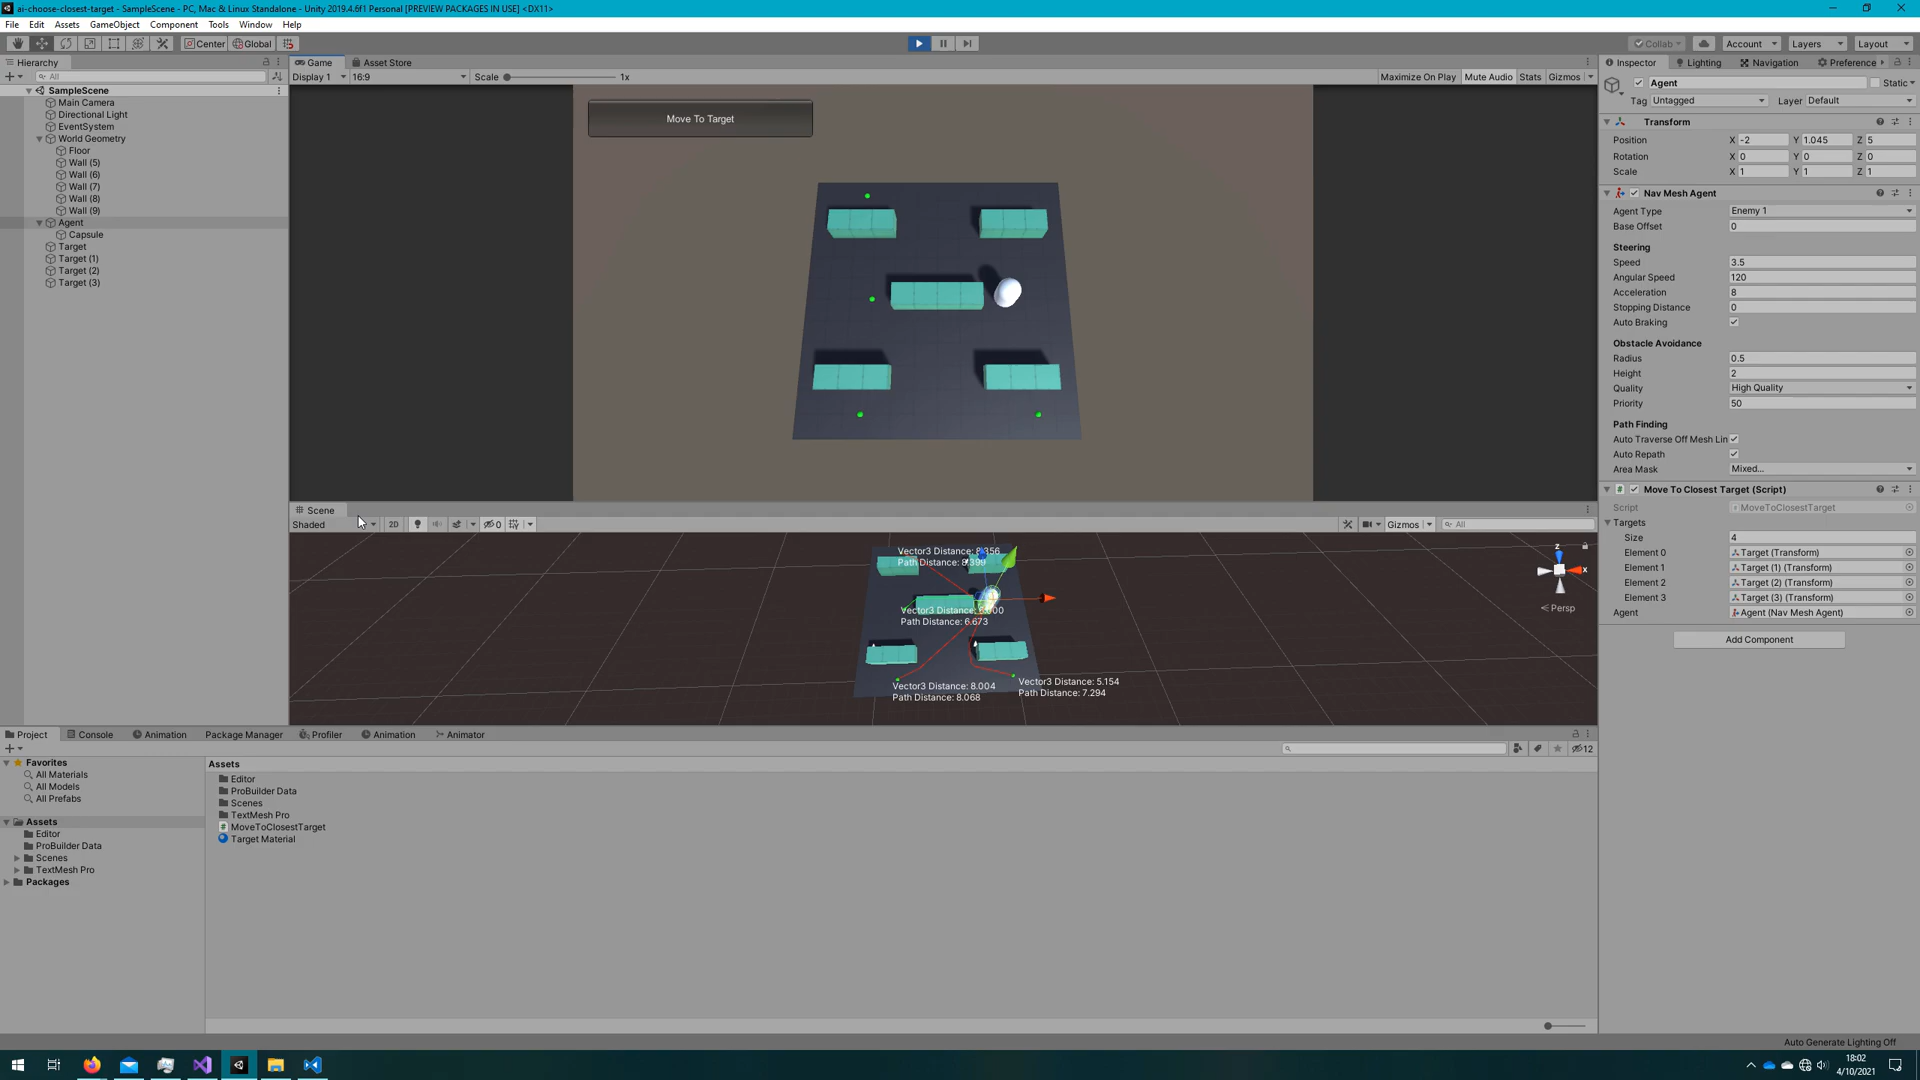 ai-choose-closest-target - SampleScene - PC, Mac & Linux Standalone - Unity 2019.4.6f1 Personal [PREVIEW PACKAGES IN USE] <DX11>
File Edit Assets GameObject Component Tools Window Help
Center Global Collab Account Layers Layout
Hierarchy
All
SampleScene
Main Camera
Directional Light
EventSystem
World Geometry
Floor
Wall (5)
Wall (6)
Wall (7)
Wall (8)
Wall (9)
Agent
Capsule
Target
Target (1)
Target (2)
Target (3)
Game Asset Store
Display 1 16:9 Scale 1x Maximize On Play Mute Audio Stats Gizmos
Move To Target
Scene
Shaded 2D 0 Gizmos All
Vector3 Distance: 8.356
Path Distance: 8.399
Path Distance: 6.673
Vector3 Distance: 8.004
Path Distance: 8.068
Vector3 Distance: 5.154
Path Distance: 7.294
z
x
Persp
Inspector Lighting Navigation Preference
Agent Static
Tag Untagged Layer Default
Transform
Position X -2 Y 1.045 Z 5
Rotation X 0 Y 0 Z 0
Scale X 1 Y 1 Z 1
Nav Mesh Agent
Agent Type Enemy 1
Base Offset 0
Steering
Speed 3.5
Angular Speed 120
Acceleration 8
Stopping Distance 0
Auto Braking
Obstacle Avoidance
Radius 0.5
Height 2
Quality High Quality
Priority 50
Path Finding
Auto Traverse Off Mesh Lin
Auto Repath
Area Mask Mixed...
Move To Closest Target (Script)
Script MoveToClosestTarget
Targets
Size 4
Element 0 Target (Transform)
Element 1 Target (1) (Transform)
Element 2 Target (2) (Transform)
Element 3 Target (3) (Transform)
Agent Agent (Nav Mesh Agent)
Add Component
Project Console Animation Package Manager Profiler Animation Animator
12
Favorites
All Materials
All Models
All Prefabs
Assets
Editor
ProBuilder Data
Scenes
TextMesh Pro
Packages
Assets
Editor
ProBuilder Data
Scenes
TextMesh Pro
MoveToClosestTarget
Target Material
Auto Generate Lighting Off
18:02
4/10/2021